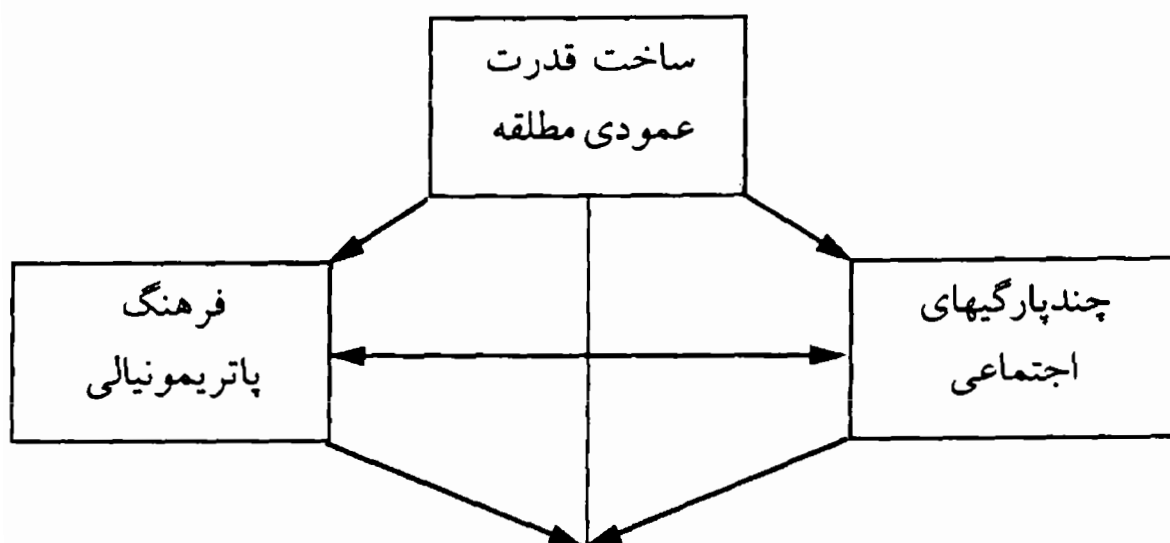 ساخت قدرت
عمودی مطلقه
چندپارگیهای
اجتماعی
فرهنگ
پاتریمونیالی